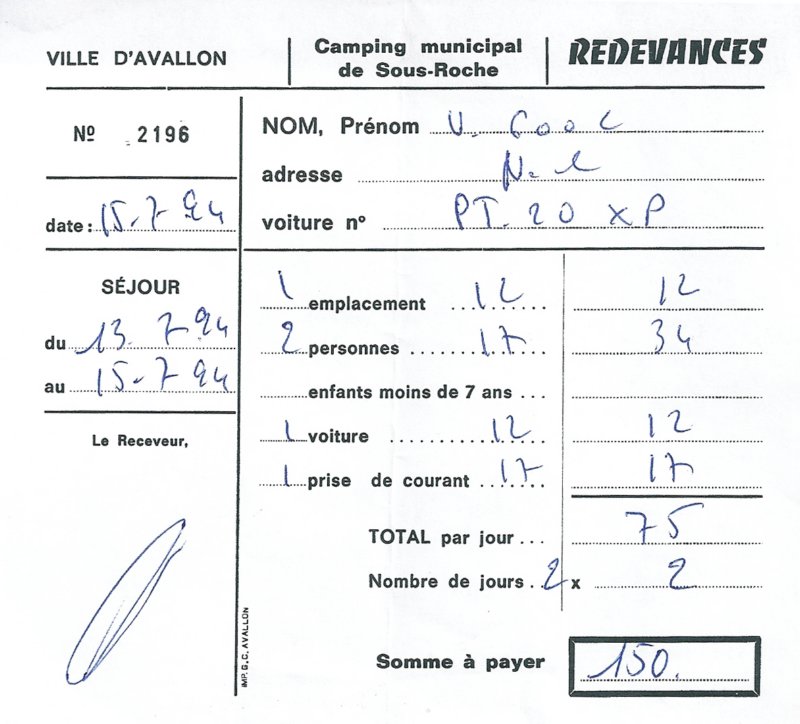 VILLE D'AVALLON
Camping municipal
de Sous-Roche
REDEVANCES
Nº 2196
date: 15-7 94
SÉJOUR
du 13. 7-94
au 15-7 94
Le Receveur,
NOM, Prénom V.
adresse
voiture nº PT. 20 XP
1 emplacement ... 12 12
2 personnes ... 17 34
enfants moins de 7 ans ...
1 voiture ... 12 12
1 prise de courant ... 17 17
TOTAL par jour ... 75
Nombre de jours . 2 x 2
Somme à payer 150.
IMP. G. C. AVALLON